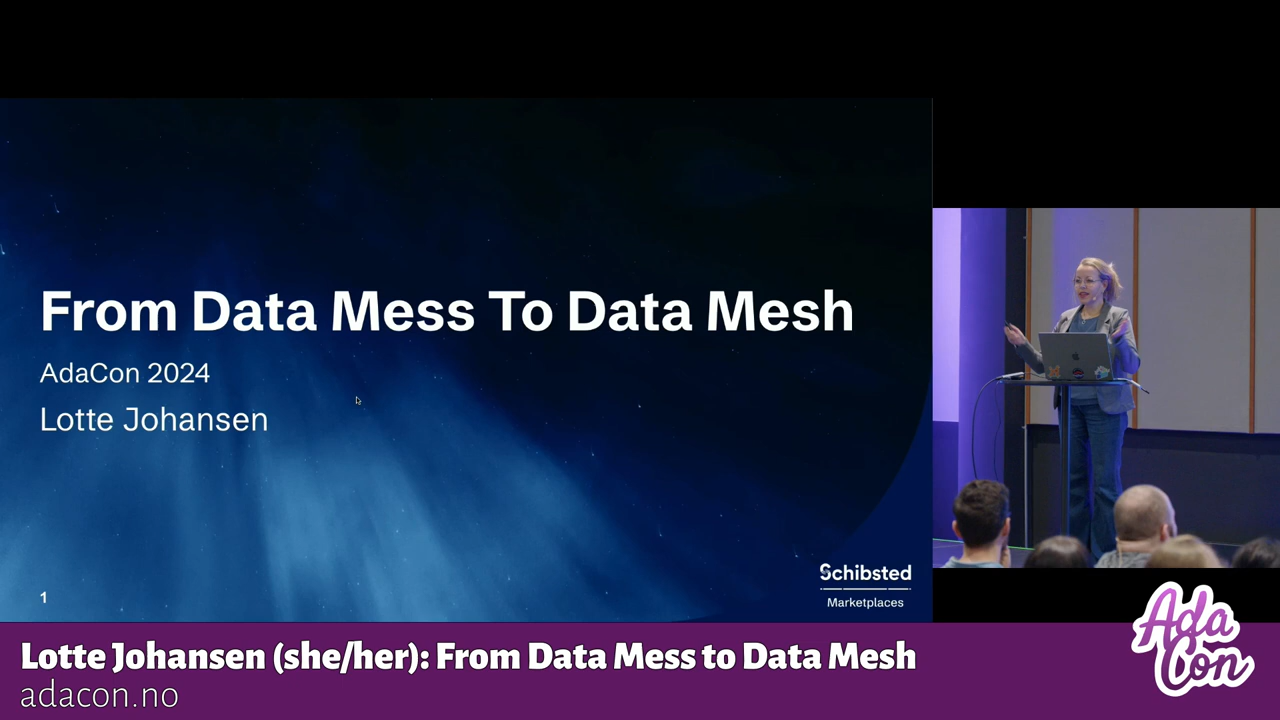 From Data Mess To Data Mesh
AdaCon 2024
Lotte Johansen
1
Schibsted
Marketplaces
Lotte Johansen (she/her): From Data Mess to Data Mesh
adacon.no
Ada
Con